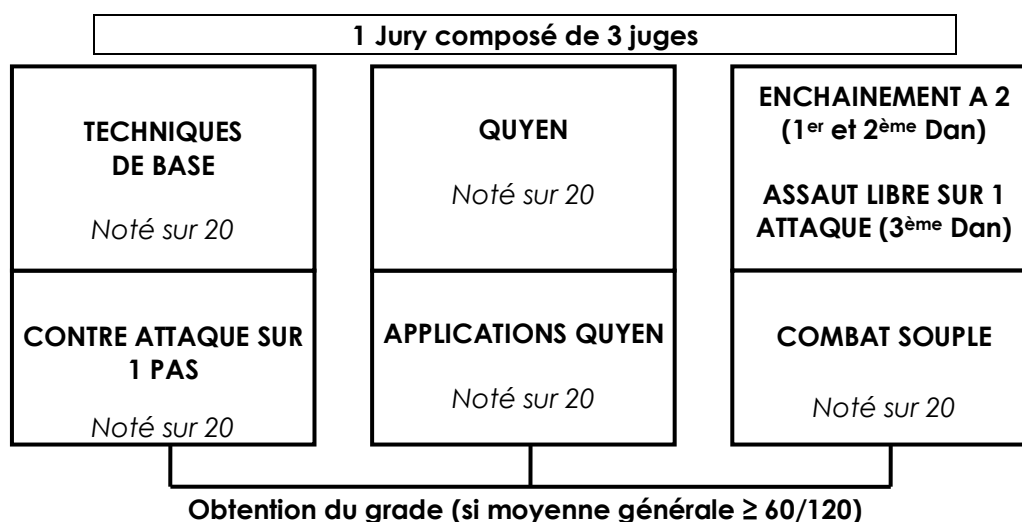 1 Jury composé de 3 juges
TECHNIQUES
DE BASE
Noté sur 20
CONTRE ATTAQUE SUR
1 PAS
Noté sur 20
QUYEN
Noté sur 20
APPLICATIONS QUYEN
Noté sur 20
ENCHAINEMENT A 2
(1er et 2ème Dan)
ASSAUT LIBRE SUR 1
ATTAQUE (3ème Dan)
COMBAT SOUPLE
Noté sur 20
Obtention du grade (si moyenne générale ≥ 60/120)